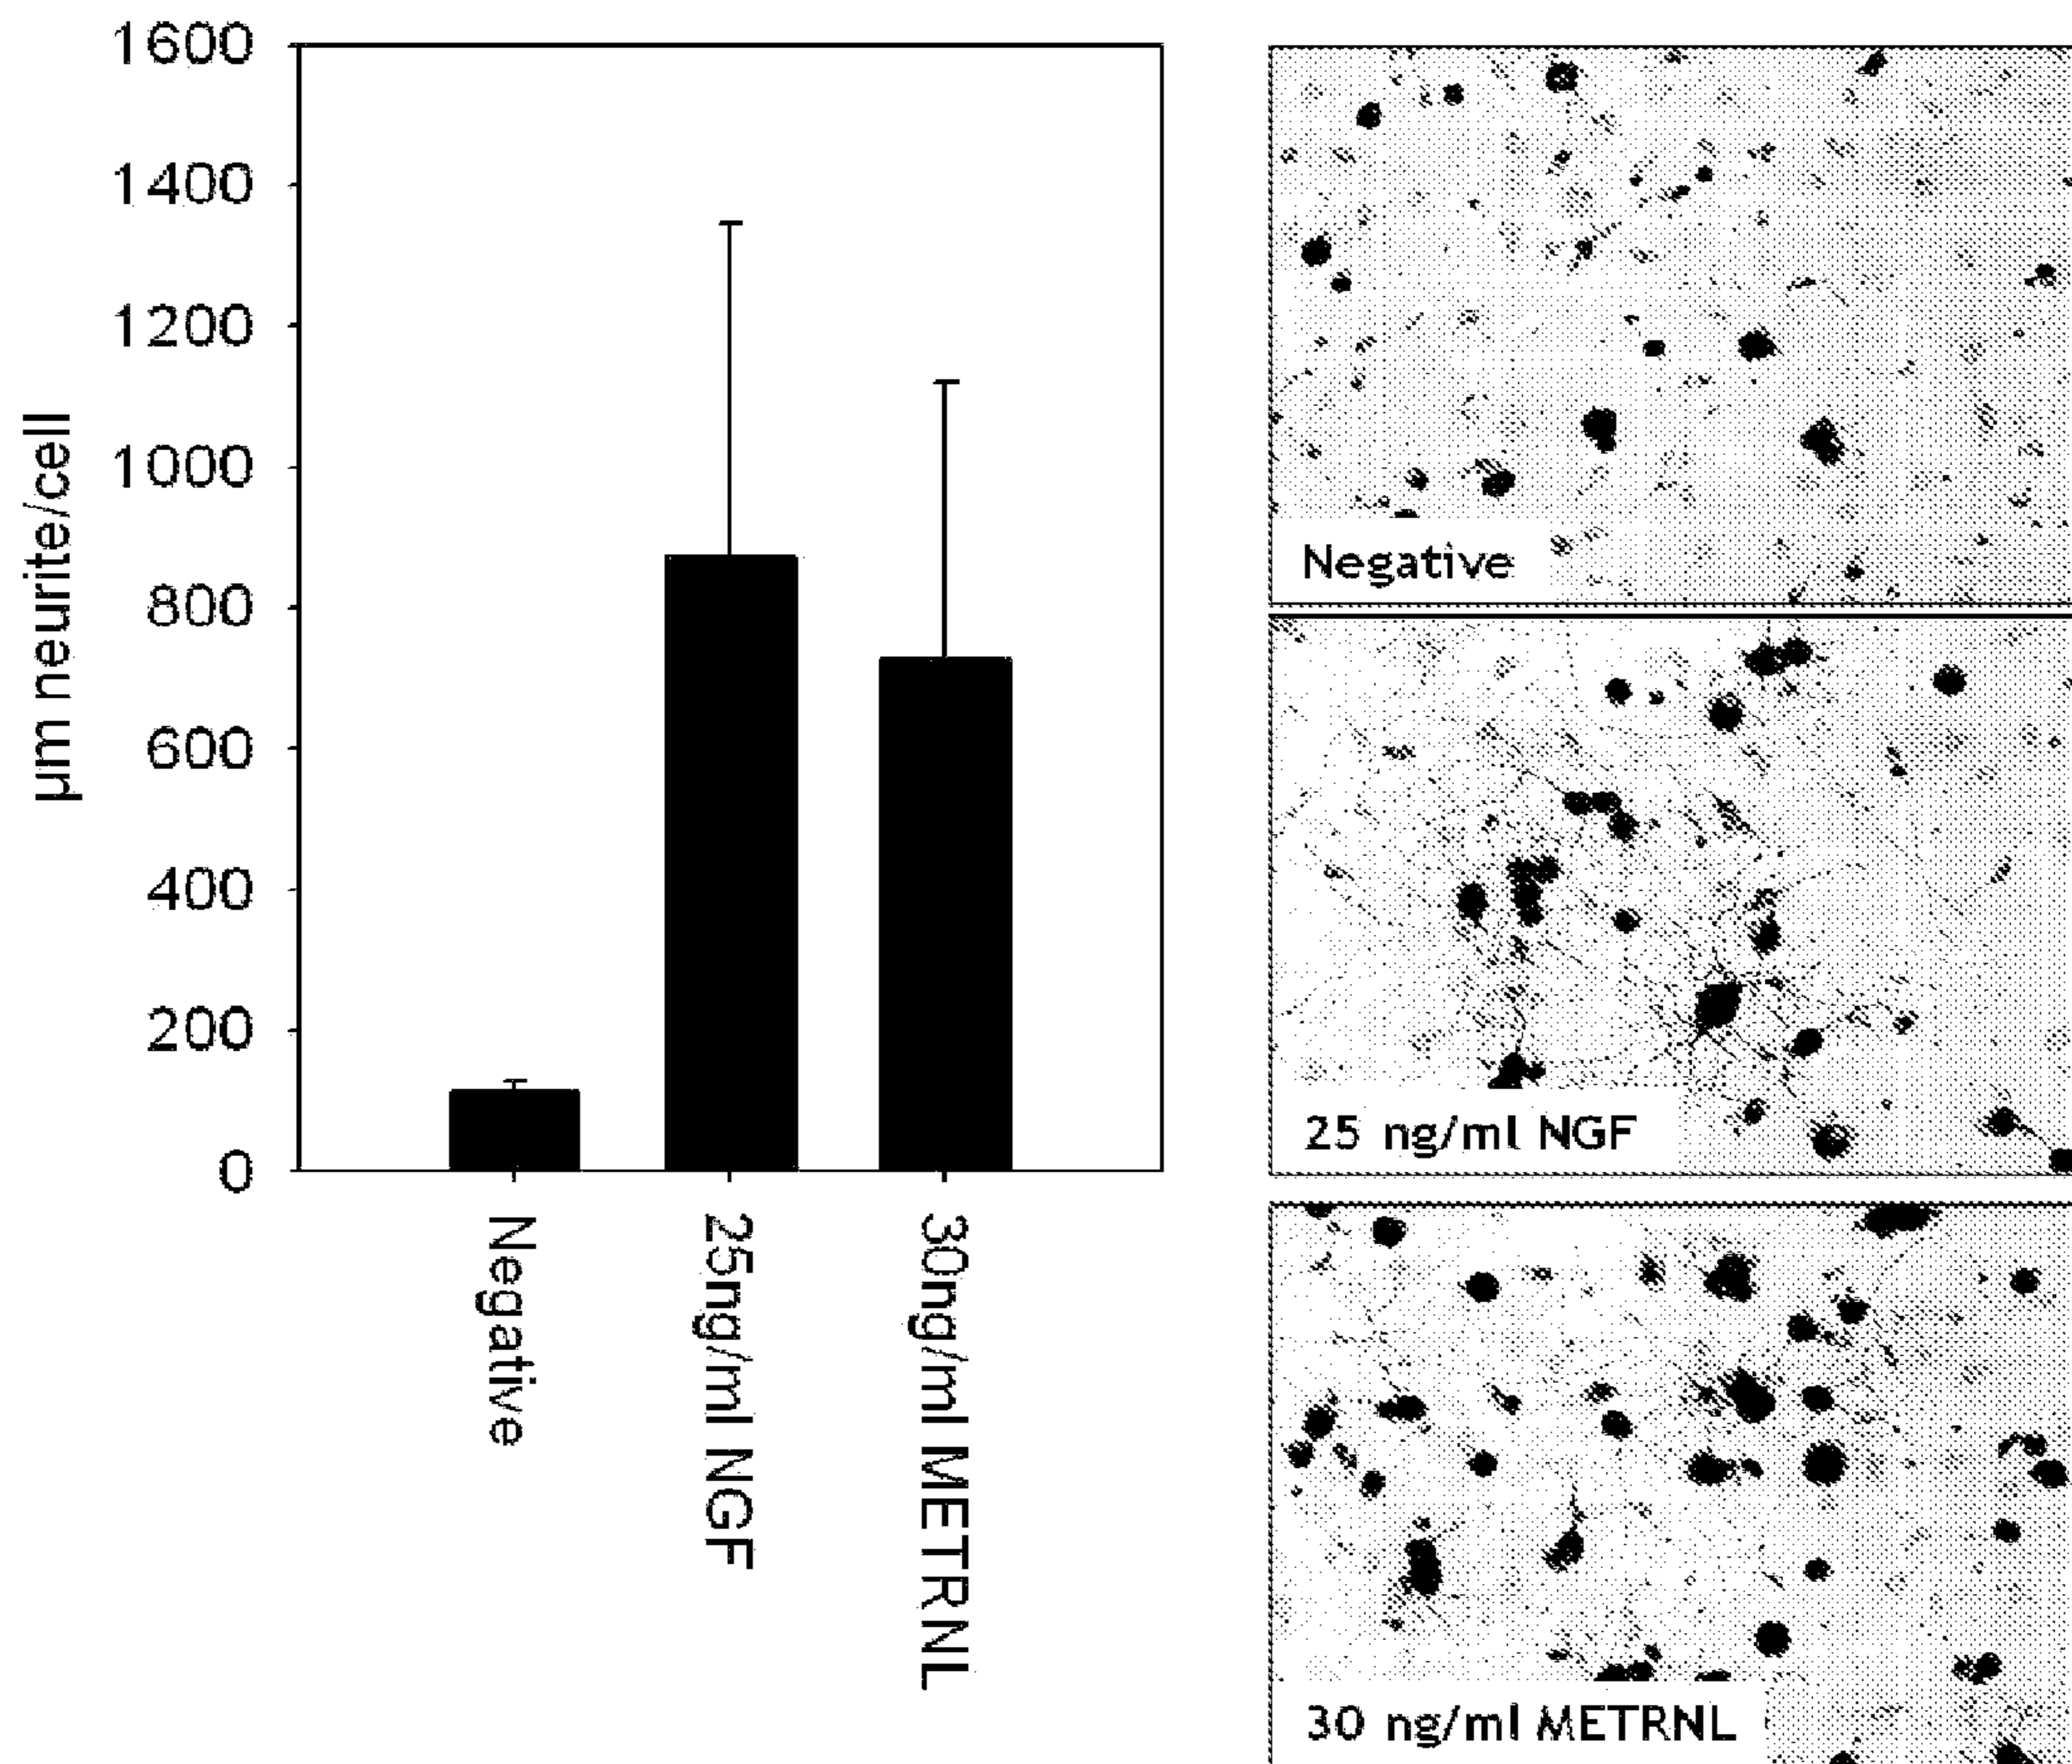 µm neurite/cell
1600
1400
1200
1000
800
600
400
200
0
Negative
25ng/ml NGF
30ng/ml METRNL
Negative
25 ng/ml NGF
30 ng/ml METRNL